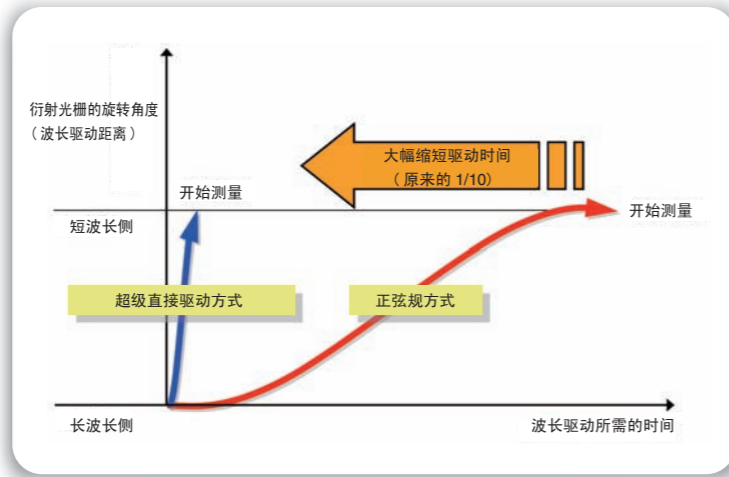 衍射光栅的旋转角度
（波长驱动距离）
大幅缩短驱动时间
（原来的 1/10）
开始测量
开始测量
短波长侧
超级直接驱动方式
正弦规方式
长波长侧
波长驱动所需的时间